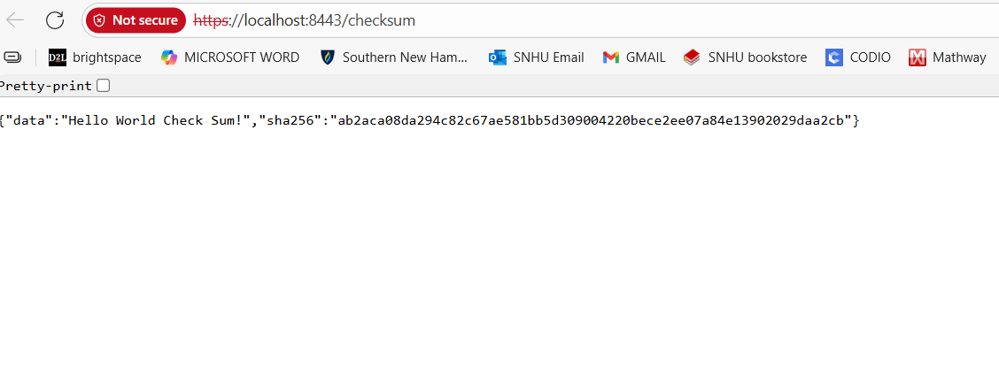 Not secure https://localhost:8443/checksum
brightspace MICROSOFT WORD Southern New Ham... SNHU Email GMAIL SNHU bookstore CODIO Mathway
Pretty-print
{"data":"Hello World Check Sum!","sha256":"ab2aca08da294c82c67ae581bb5d309004220bece2ee07a84e13902029daa2cb"}